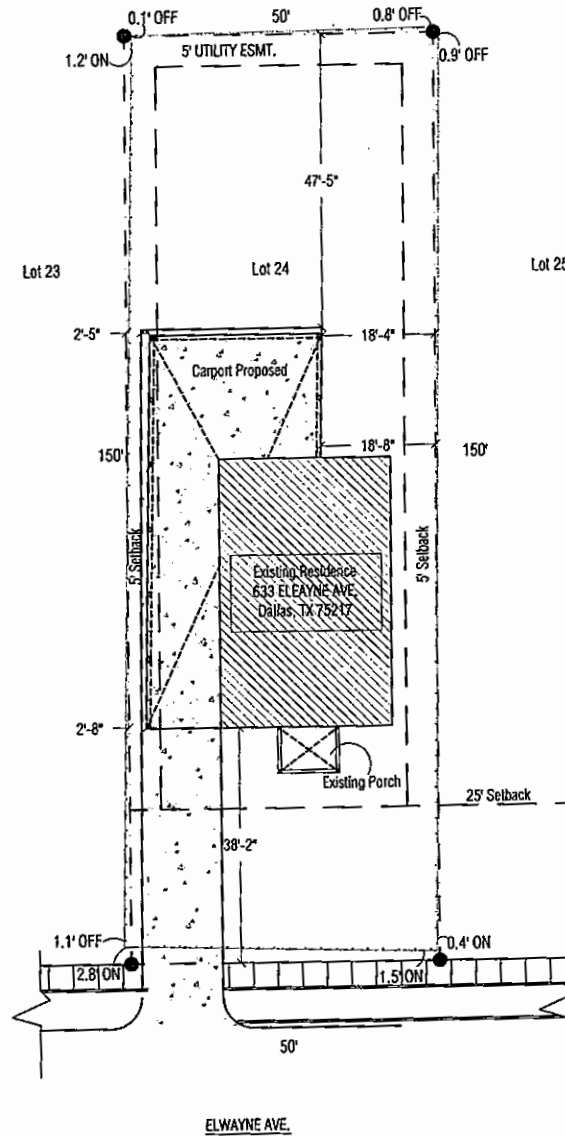 0.1' OFF
50'
0.8' OFF
1.2' ON
5' UTILITY ESMT.
0.9' OFF
47'-5"
Lot 23
Lot 24
Lot 25
2'-5"
18'-4"
Carport Proposed
18'-8"
150'
150'
5' Setback
5' Setback
Existing Residence
633 ELEAYNE AVE,
Dallas, TX 75217
2'-8"
Existing Porch
25' Setback
38'-2"
1.1' OFF
0.4' ON
2.8' ON
1.5' ON
50'
ELWAYNE AVE.